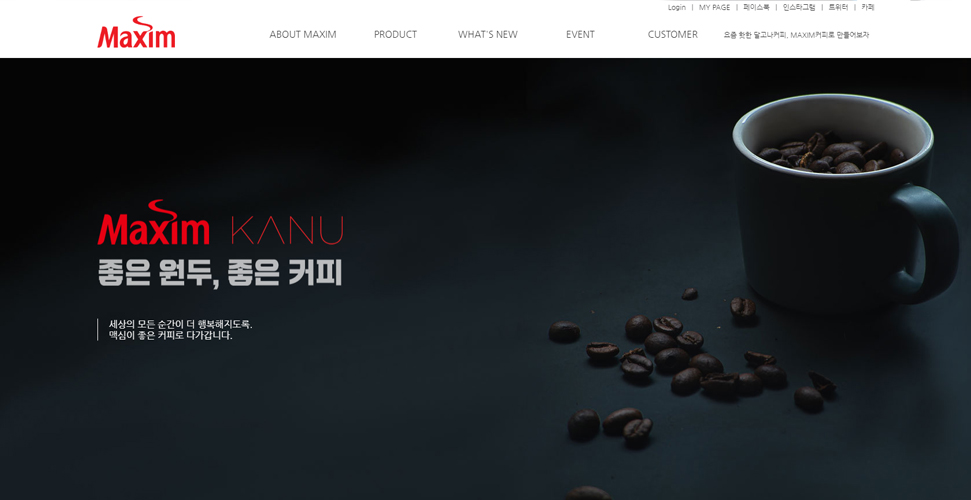 Login | MY PAGE | 페이스북 | 인스타그램 | 트위터 | 카페
Maxim
ABOUT MAXIM PRODUCT WHAT'S NEW EVENT CUSTOMER 요즘 핫한 달고나커피, MAXIM커피로 만들어보자
Maxim KANU
좋은 원두, 좋은 커피
세상의 모든 순간이 더 행복해지도록.
맥심이 좋은 커피로 다가갑니다.